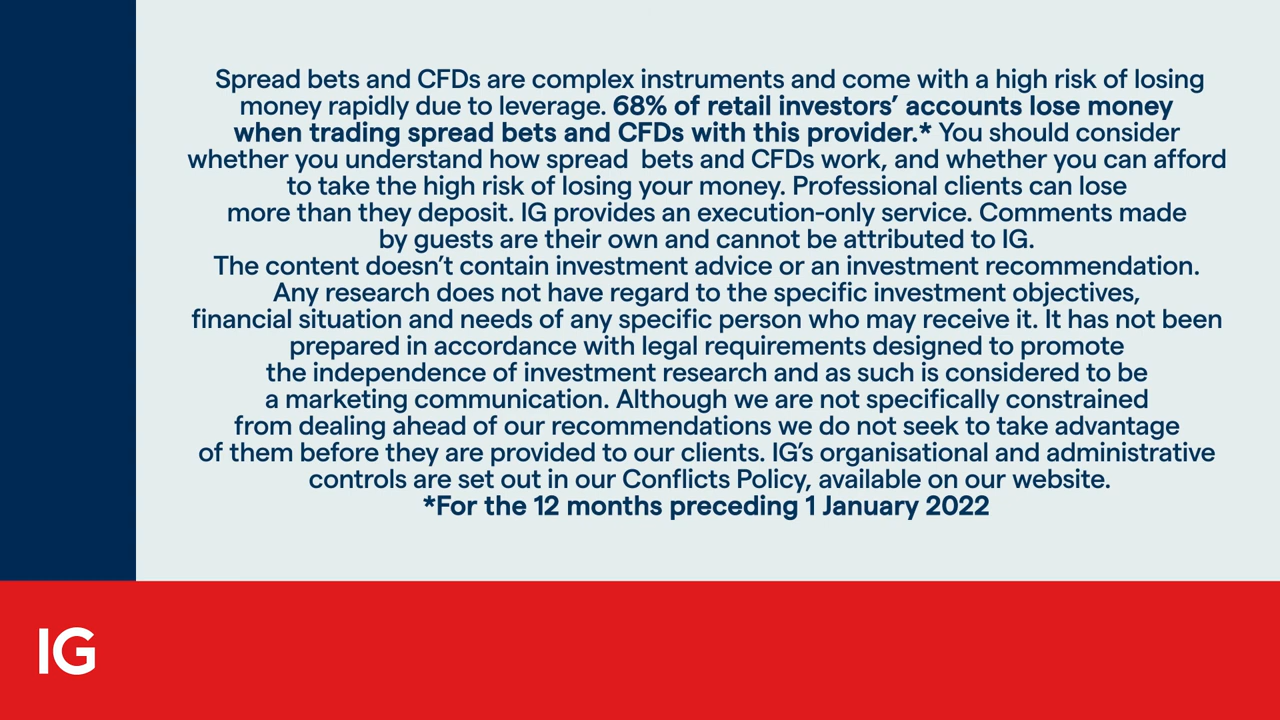 Spread bets and CFDs are complex instruments and come with a high risk of losing
money rapidly due to leverage. 68% of retail investors’ accounts lose money
when trading spread bets and CFDs with this provider.* You should consider
whether you understand how spread  bets and CFDs work, and whether you can afford
to take the high risk of losing your money. Professional clients can lose
more than they deposit. IG provides an execution-only service. Comments made
by guests are their own and cannot be attributed to IG.
The content doesn’t contain investment advice or an investment recommendation.
Any research does not have regard to the specific investment objectives,
financial situation and needs of any specific person who may receive it. It has not been
prepared in accordance with legal requirements designed to promote
the independence of investment research and as such is considered to be
a marketing communication. Although we are not specifically constrained
from dealing ahead of our recommendations we do not seek to take advantage
of them before they are provided to our clients. IG’s organisational and administrative
controls are set out in our Conflicts Policy, available on our website.
*For the 12 months preceding 1 January 2022
IG